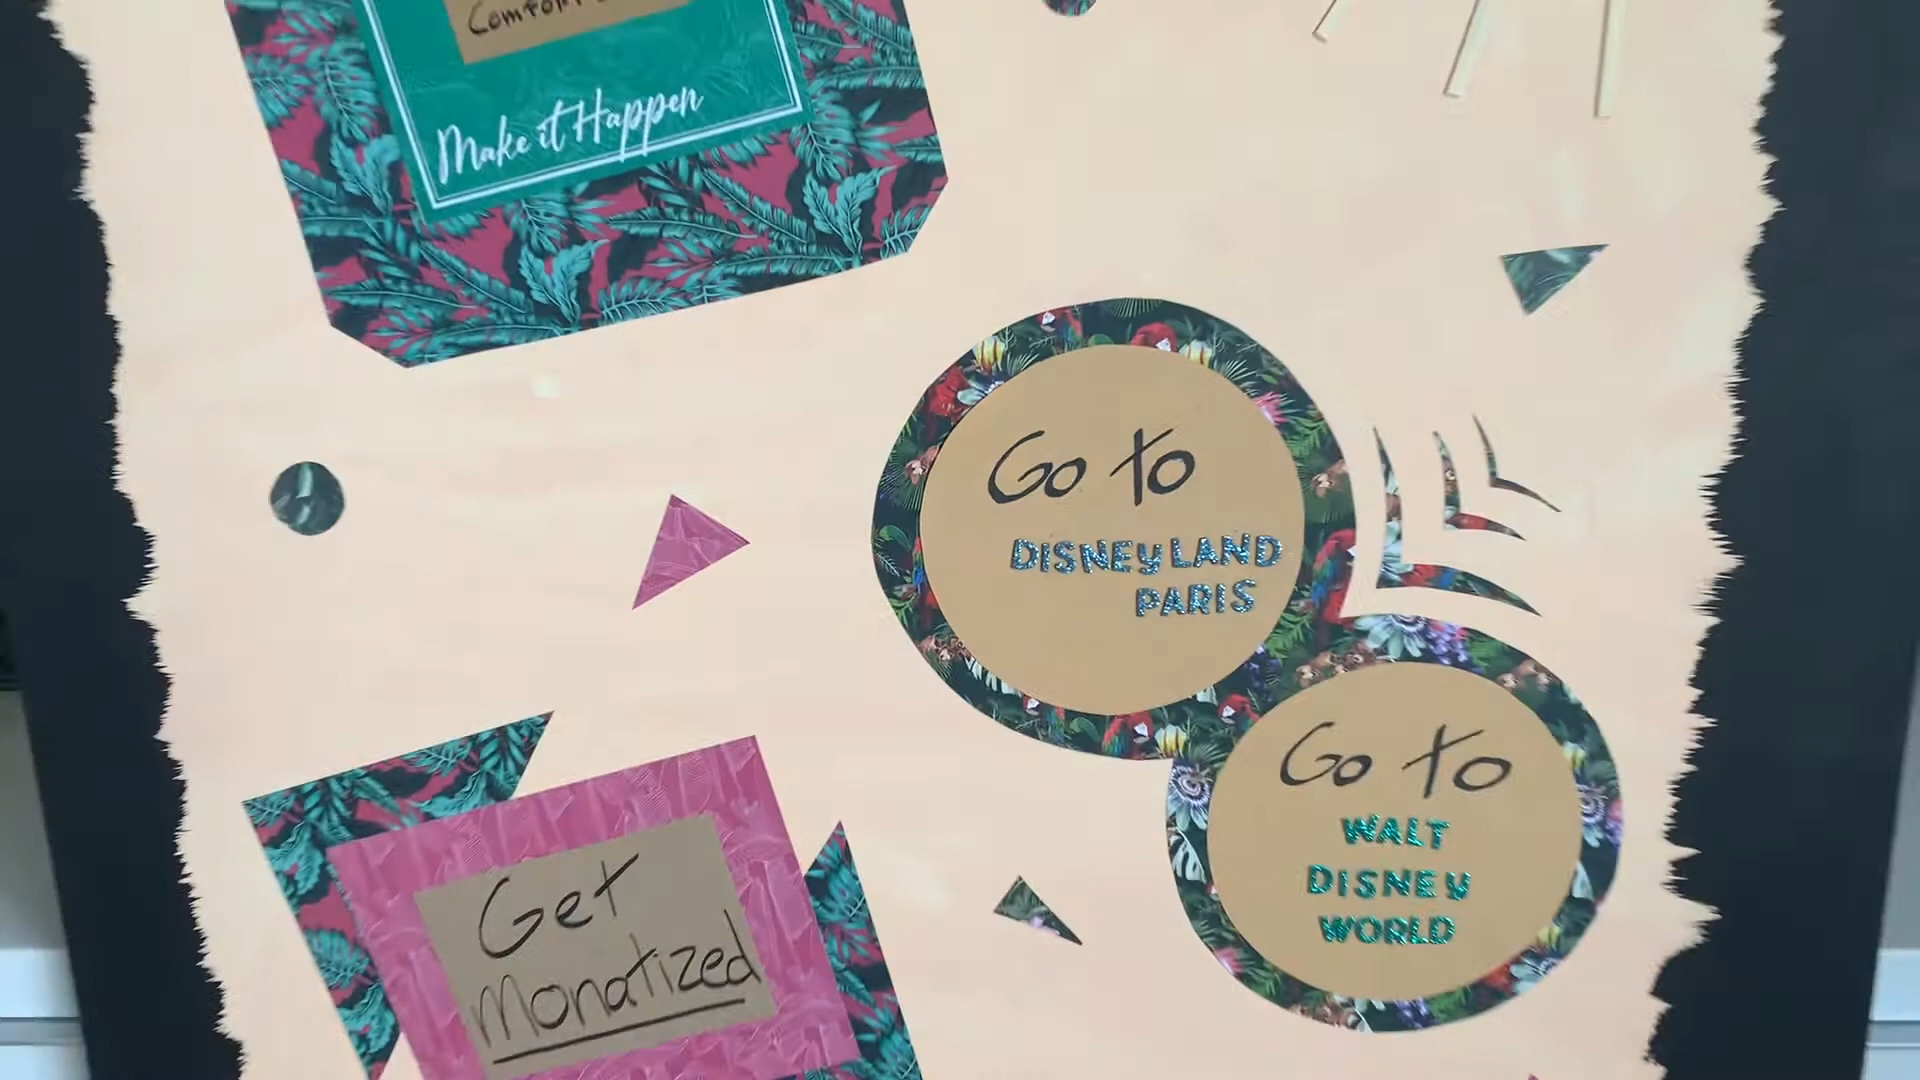 Make it Happen
Go to
DISNEYLAND
PARIS
Go to
WALT
DISNEY
WORLD
Get
Monatized